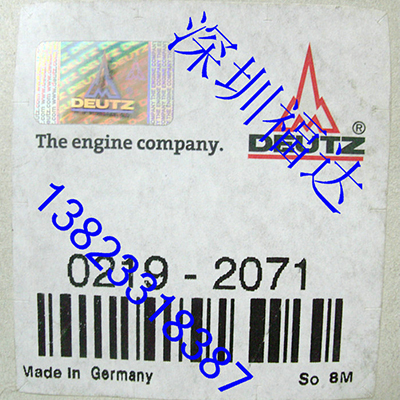 深圳福达
DEUTZ
The engine company.
DEUTZ®
13823318387
0219 - 2071
Made In Germany
So 8M